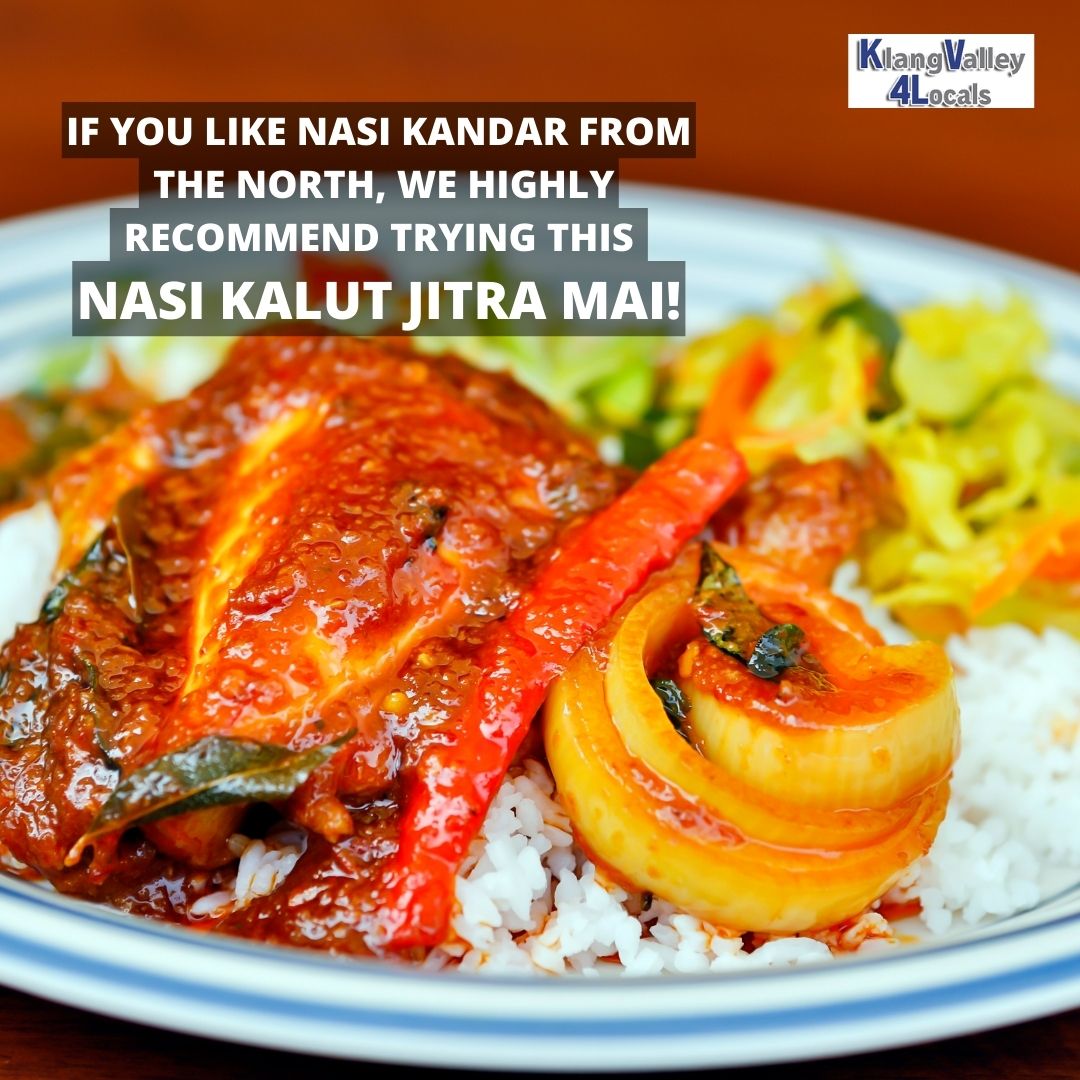 KlangValley
4Locals
IF YOU LIKE NASI KANDAR FROM
THE NORTH, WE HIGHLY
RECOMMEND TRYING THIS
NASI KALUT JITRA MAI!